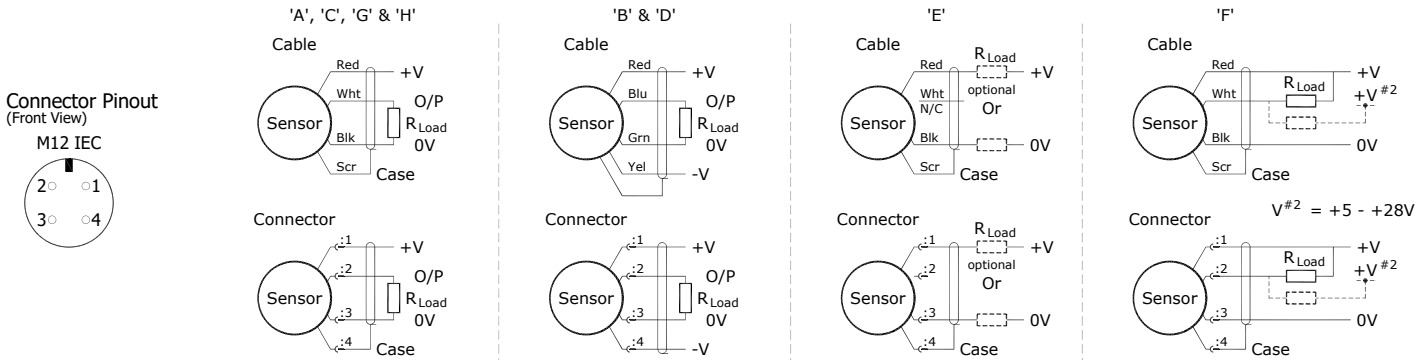 'A', 'C', 'G' & 'H'
'B' & 'D'
'E'
'F'
Connector Pinout
(Front View)
M12 IEC
2 1
3 4
Cable
Red +V
Wht O/P
Sensor R Load
Blk 0V
Scr Case
Connector
:1 +V
:2 O/P
Sensor R Load
:3 0V
:4 Case
Cable
Red +V
Blu O/P
Sensor R Load
Grn 0V
Yel -V
Connector
:1 +V
:2 O/P
Sensor R Load
:3 0V
:4 -V
Cable
R Load
Red +V
Wht optional
N/C Or
Sensor
Blk 0V
Scr Case
Connector
R Load
:1 +V
optional
:2 Or
Sensor
:3 0V
:4 Case
Cable
Red +V
R Load
Wht +V #2
Sensor
Blk 0V
Scr Case
V#2 = +5 - +28V
Connector
:1 +V
R Load
:2 +V #2
Sensor
:3 0V
:4 Case